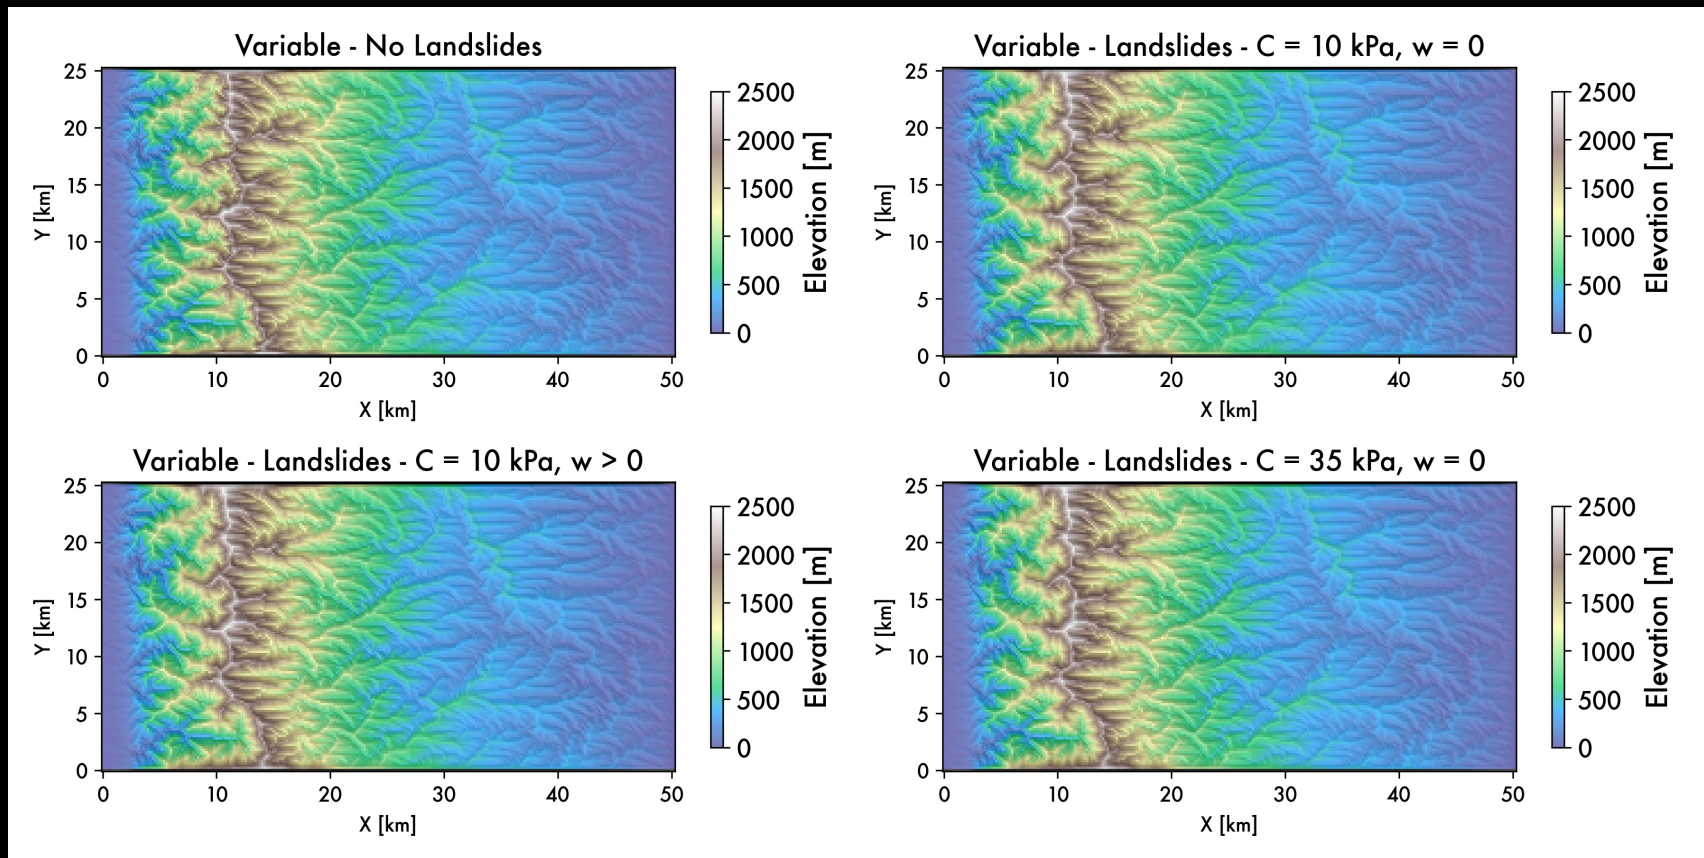 Variable - No Landslides
25
20
15
10
5
0
Y [km]
0 10 20 30 40 50
X [km]
2500
2000
1500
1000
500
0
Elevation [m]
Variable - Landslides - C = 10 kPa, w = 0
25
20
15
10
5
0
Y [km]
0 10 20 30 40 50
X [km]
2500
2000
1500
1000
500
0
Elevation [m]
Variable - Landslides - C = 10 kPa, w > 0
25
20
15
10
5
0
Y [km]
0 10 20 30 40 50
X [km]
2500
2000
1500
1000
500
0
Elevation [m]
Variable - Landslides - C = 35 kPa, w = 0
25
20
15
10
5
0
Y [km]
0 10 20 30 40 50
X [km]
2500
2000
1500
1000
500
0
Elevation [m]